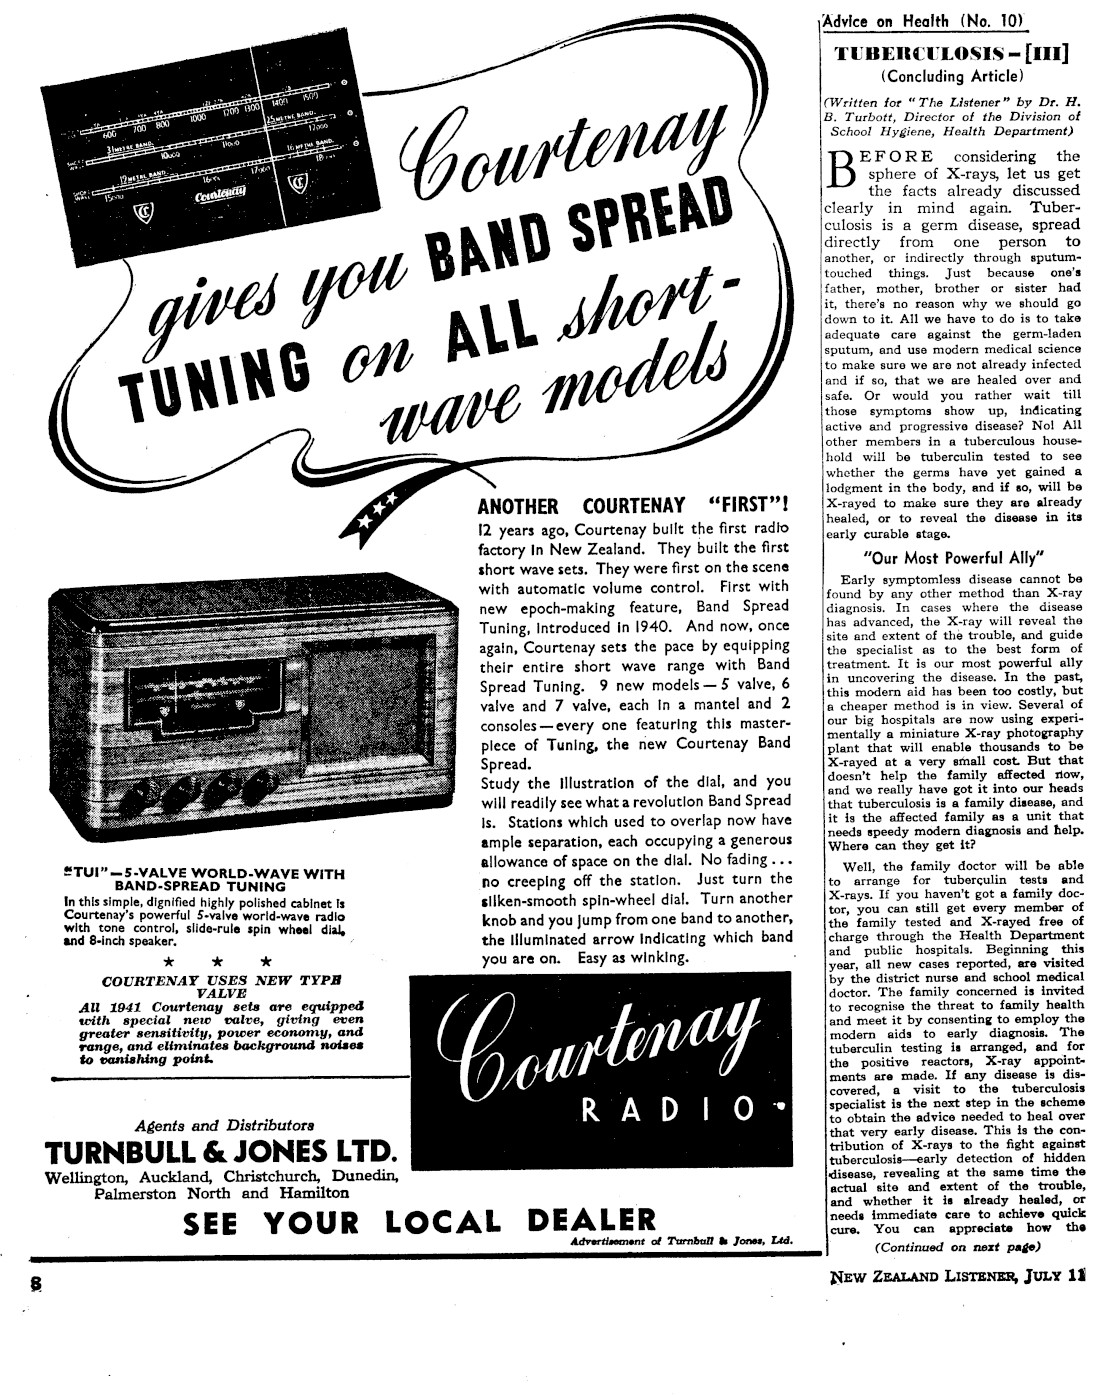 Courtenay
gives you BAND SPREAD
TUNING on ALL short-
wave models
600 700 800 1000 1200 1300 1400 1500
31 METRE BAND.
25 METRE BAND.
10000 11000 17000
19 METRE BAND
16 METRE BAND.
15000 17000
Courtenay
ANOTHER COURTENAY "FIRST"!
12 years ago, Courtenay built the first radio
factory in New Zealand. They built the first
short wave sets. They were first on the scene
with automatic volume control. First with
new epoch-making feature, Band Spread
Tuning, introduced in 1940. And now, once
again, Courtenay sets the pace by equipping
their entire short wave range with Band
Spread Tuning. 9 new models — 5 valve, 6
valve and 7 valve, each in a mantel and 2
consoles—every one featuring this master-
piece of Tuning, the new Courtenay Band
Spread.
Study the illustration of the dial, and you
will readily see what a revolution Band Spread
is. Stations which used to overlap now have
ample separation, each occupying a generous
allowance of space on the dial. No fading . . .
no creeping off the station. Just turn the
silken-smooth spin-wheel dial. Turn another
knob and you jump from one band to another,
the illuminated arrow indicating which band
you are on. Easy as winking.
"TUI"—5-VALVE WORLD-WAVE WITH
BAND-SPREAD TUNING
In this simple, dignified highly polished cabinet is
Courtenay's powerful 5-valve world-wave radio
with tone control, slide-rule spin wheel dial,
and 8-inch speaker.
★ ★ ★
COURTENAY USES NEW TYPE
VALVE
All 1941 Courtenay sets are equipped
with special new valve, giving even
greater sensitivity, power economy, and
range, and eliminates background noises
to vanishing point.
Courtenay
RADIO
Agents and Distributors
TURNBULL & JONES LTD.
Wellington, Auckland, Christchurch, Dunedin,
Palmerston North and Hamilton
SEE YOUR LOCAL DEALER
Advertisement of Turnbull & Jones, Ltd.
Advice on Health (No. 10)
TUBERCULOSIS–[III]
(Concluding Article)
(Written for "The Listener" by Dr. H.
B. Turbott, Director of the Division of
School Hygiene, Health Department)
BEFORE considering the
sphere of X-rays, let us get
the facts already discussed
clearly in mind again. Tuber-
culosis is a germ disease, spread
directly from one person to
another, or indirectly through sputum-
touched things. Just because one's
father, mother, brother or sister had
it, there's no reason why we should go
down to it. All we have to do is to take
adequate care against the germ-laden
sputum, and use modern medical science
to make sure we are not already infected
and if so, that we are healed over and
safe. Or would you rather wait till
those symptoms show up, indicating
active and progressive disease? No! All
other members in a tuberculous house-
hold will be tuberculin tested to see
whether the germs have yet gained a
lodgment in the body, and if so, will be
X-rayed to make sure they are already
healed, or to reveal the disease in its
early curable stage.
"Our Most Powerful Ally"
Early symptomless disease cannot be
found by any other method than X-ray
diagnosis. In cases where the disease
has advanced, the X-ray will reveal the
site and extent of the trouble, and guide
the specialist as to the best form of
treatment. It is our most powerful ally
in uncovering the disease. In the past,
this modern aid has been too costly, but
a cheaper method is in view. Several of
our big hospitals are now using experi-
mentally a miniature X-ray photography
plant that will enable thousands to be
X-rayed at a very small cost. But that
doesn't help the family affected now,
and we really have got it into our heads
that tuberculosis is a family disease, and
it is the affected family as a unit that
needs speedy modern diagnosis and help.
Where can they get it?
Well, the family doctor will be able
to arrange for tuberculin tests and
X-rays. If you haven't got a family doc-
tor, you can still get every member of
the family tested and X-rayed free of
charge through the Health Department
and public hospitals. Beginning this
year, all new cases reported, are visited
by the district nurse and school medical
doctor. The family concerned is invited
to recognise the threat to family health
and meet it by consenting to employ the
modern aids to early diagnosis. The
tuberculin testing is arranged, and for
the positive reactors, X-ray appoint-
ments are made. If any disease is dis-
covered, a visit to the tuberculosis
specialist is the next step in the scheme
to obtain the advice needed to heal over
that very early disease. This is the con-
tribution of X-rays to the fight against
tuberculosis—early detection of hidden
disease, revealing at the same time the
actual site and extent of the trouble,
and whether it is already healed, or
needs immediate care to achieve quick
cure. You can appreciate how the
(Continued on next page)
8
NEW ZEALAND LISTENER, JULY 11